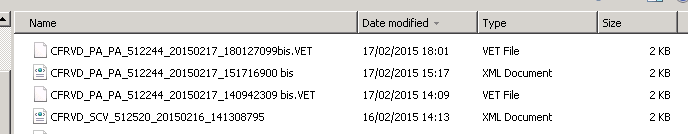 Name Date modified Type Size
CFRVD_PA_PA_512244_20150217_180127099bis.VET 17/02/2015 18:01 VET File 2 KB
CFRVD_PA_PA_512244_20150217_151716900 bis 17/02/2015 15:17 XML Document 2 KB
CFRVD_PA_PA_512244_20150217_140942309 bis.VET 17/02/2015 14:09 VET File 2 KB
CFRVD_SCV_512520_20150216_141308795 16/02/2015 14:13 XML Document 2 KB